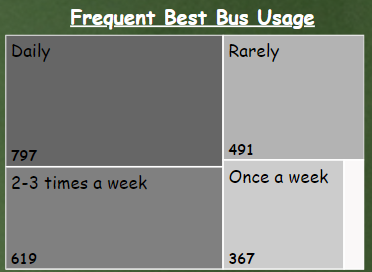 Frequent Best Bus Usage
Daily
797
Rarely
491
2-3 times a week
619
Once a week
367